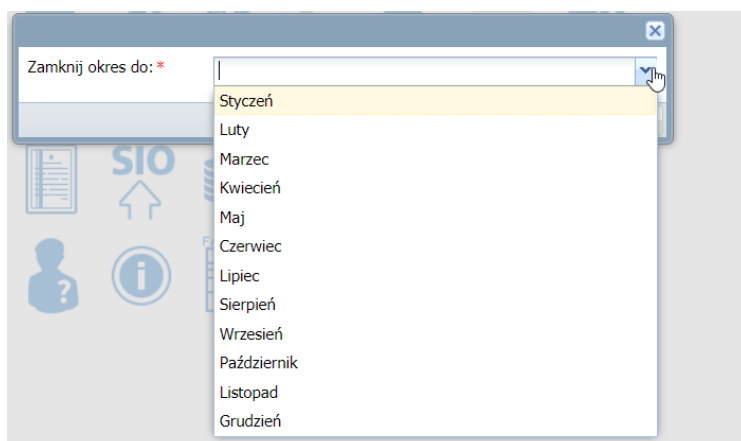 Zamknij okres do: *
Styczeń
Luty
Marzec
Kwiecień
Maj
Czerwiec
Lipiec
Sierpień
Wrzesień
Październik
Listopad
Grudzień
SIO